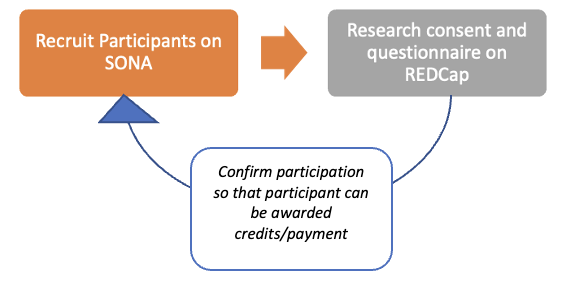 Recruit Participants on
SONA
Research consent and
questionnaire on
REDCap
Confirm participation
so that participant can
be awarded
credits/payment